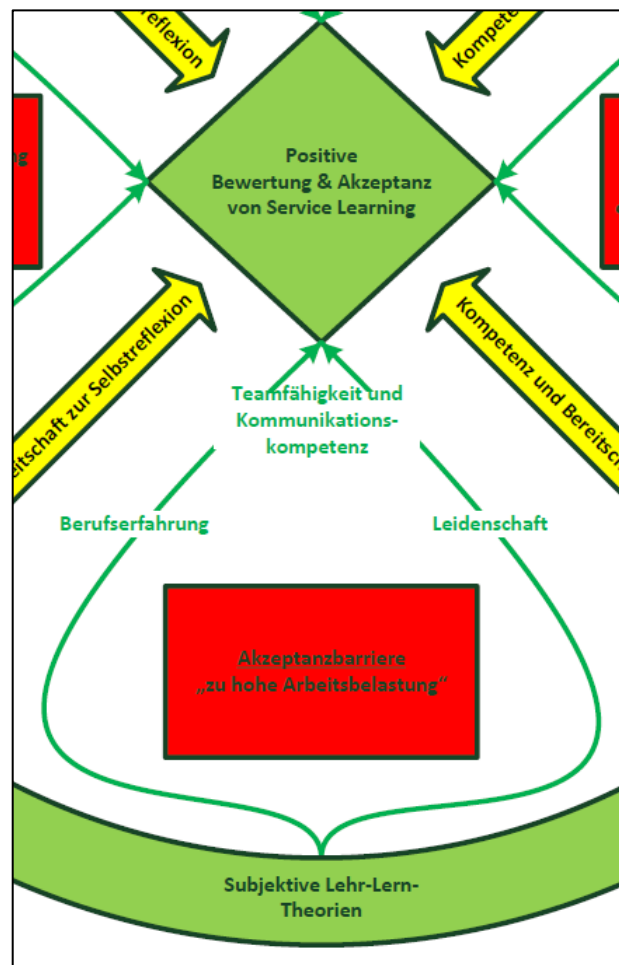 reflexion
Kompete
Positive
Bewertung & Akzeptanz
von Service Learning
ng
eitschaft zur Selbstreflexion
Kompetenz und Bereitsch
Teamfähigkeit und
Kommunikations-
kompetenz
Berufserfahrung
Leidenschaft
Akzeptanzbarriere
„zu hohe Arbeitsbelastung“
Subjektive Lehr-Lern-
Theorien